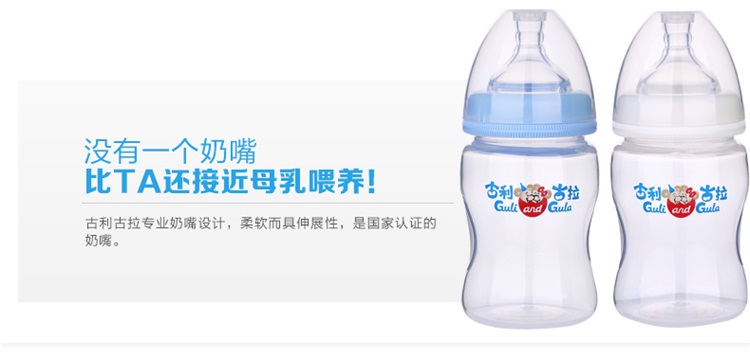 没有一个奶嘴
比TA还接近母乳喂养！
古利古拉专业奶嘴设计，柔软而具伸展性，是国家认证的
奶嘴。
古利 古拉
Guli and Gula
古利 古拉
Guli and Gula